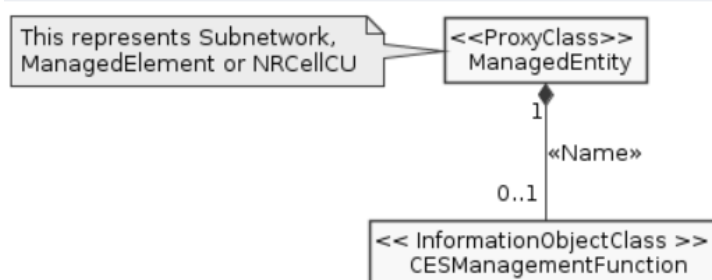 This represents Subnetwork,
ManagedElement or NRCellCU
<<ProxyClass>>
ManagedEntity
1
«Name»
0..1
<< InformationObjectClass >>
CESManagementFunction